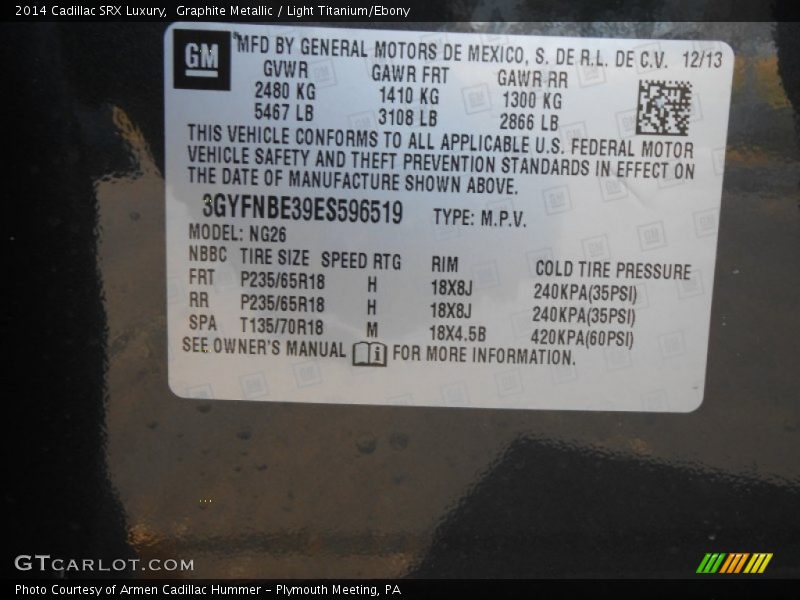 2014 Cadillac SRX Luxury,  Graphite Metallic / Light Titanium/Ebony
GM
MFD BY GENERAL MOTORS DE MEXICO, S. DE R.L. DE C.V. 12/13
GVWR GAWR FRT GAWR RR
2480 KG 1410 KG 1300 KG
5467 LB 3108 LB 2866 LB
THIS VEHICLE CONFORMS TO ALL APPLICABLE U.S. FEDERAL MOTOR
VEHICLE SAFETY AND THEFT PREVENTION STANDARDS IN EFFECT ON
THE DATE OF MANUFACTURE SHOWN ABOVE.
3GYFNBE39ES596519 TYPE: M.P.V.
MODEL: NG26
NBBC TIRE SIZE SPEED RTG RIM COLD TIRE PRESSURE
FRT P235/65R18 H 18X8J 240KPA(35PSI)
RR P235/65R18 H 18X8J 240KPA(35PSI)
SPA T135/70R18 M 18X4.5B 420KPA(60PSI)
SEE OWNER'S MANUAL FOR MORE INFORMATION.
GTCARLOT.COM
Photo Courtesy of Armen Cadillac Hummer - Plymouth Meeting, PA